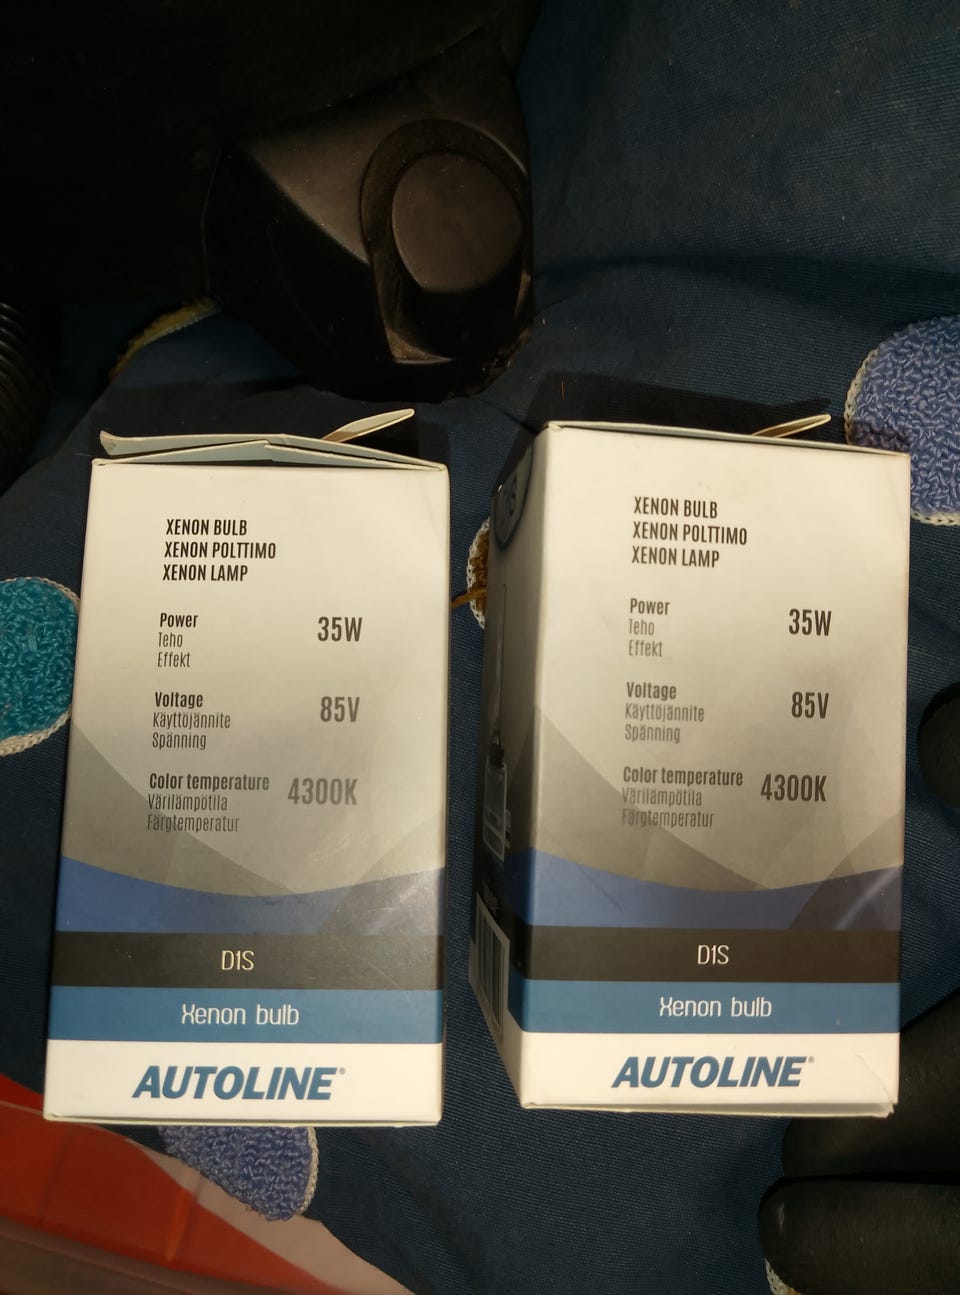 XENON BULB
XENON POLTTIMO
XENON LAMP
Power
Teho
Effekt
35W
Voltage
Käyttöjännite
Spänning
85V
Color temperature
Värilämpötila
Färgtemperatur
4300K
D1S
Xenon bulb
AUTOLINE®
XENON BULB
XENON POLTTIMO
XENON LAMP
Power
Teho
Effekt
35W
Voltage
Käyttöjännite
Spänning
85V
Color temperature
Värilämpötila
Färgtemperatur
4300K
D1S
Xenon bulb
AUTOLINE®